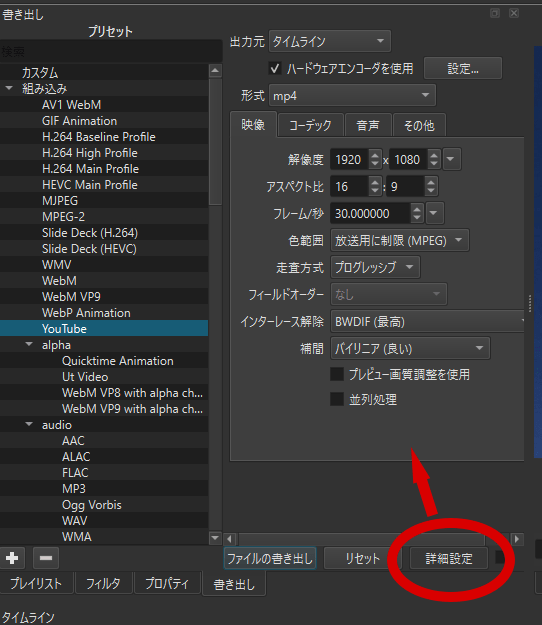 書き出し
プリセット
検索
カスタム
組み込み
AV1 WebM
GIF Animation
H.264 Baseline Profile
H.264 High Profile
H.264 Main Profile
HEVC Main Profile
MJPEG
MPEG-2
Slide Deck (H.264)
Slide Deck (HEVC)
WMV
WebM
WebM VP9
WebP Animation
YouTube
alpha
Quicktime Animation
Ut Video
WebM VP8 with alpha ch...
WebM VP9 with alpha ch...
audio
AAC
ALAC
FLAC
MP3
Ogg Vorbis
WAV
WMA
出力元 タイムライン
ハードウェアエンコーダを使用 設定...
形式 mp4
映像 コーデック 音声 その他
解像度 1920 x 1080
アスペクト比 16 : 9
フレーム/秒 30.000000
色範囲 放送用に制限 (MPEG)
走査方式 プログレッシブ
フィールドオーダー なし
インターレース解除 BWDIF (最高)
補間 バイリニア (良い)
プレビュー画質調整を使用
並列処理
ファイルの書き出し リセット 詳細設定
プレイリスト フィルタ プロパティ 書き出し
タイムライン